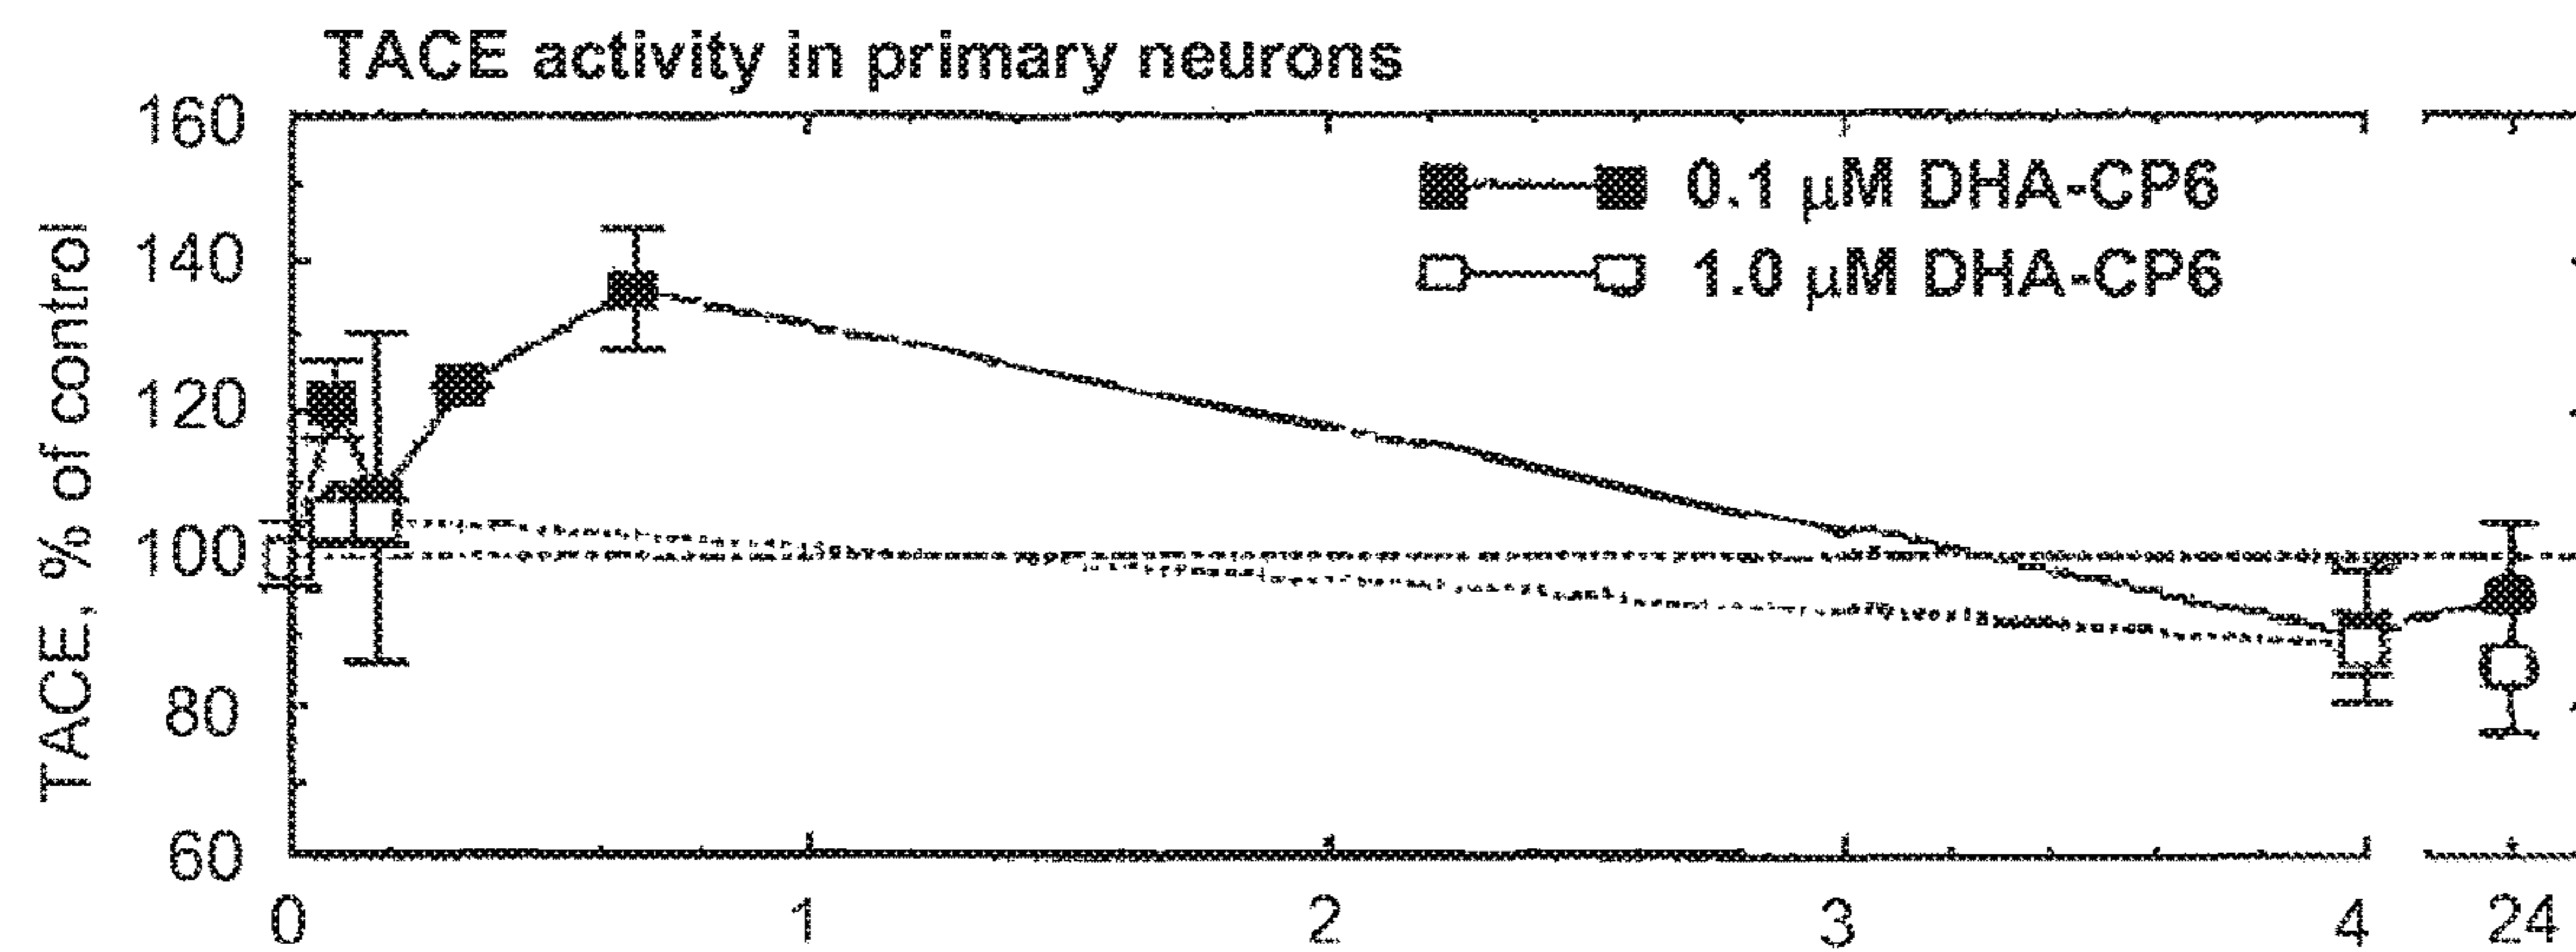 TACE activity in primary neurons
160
140
120
100
80
60
TACE, % of control
0.1 μM DHA-CP6
1.0 μM DHA-CP6
0 1 2 3 4 24